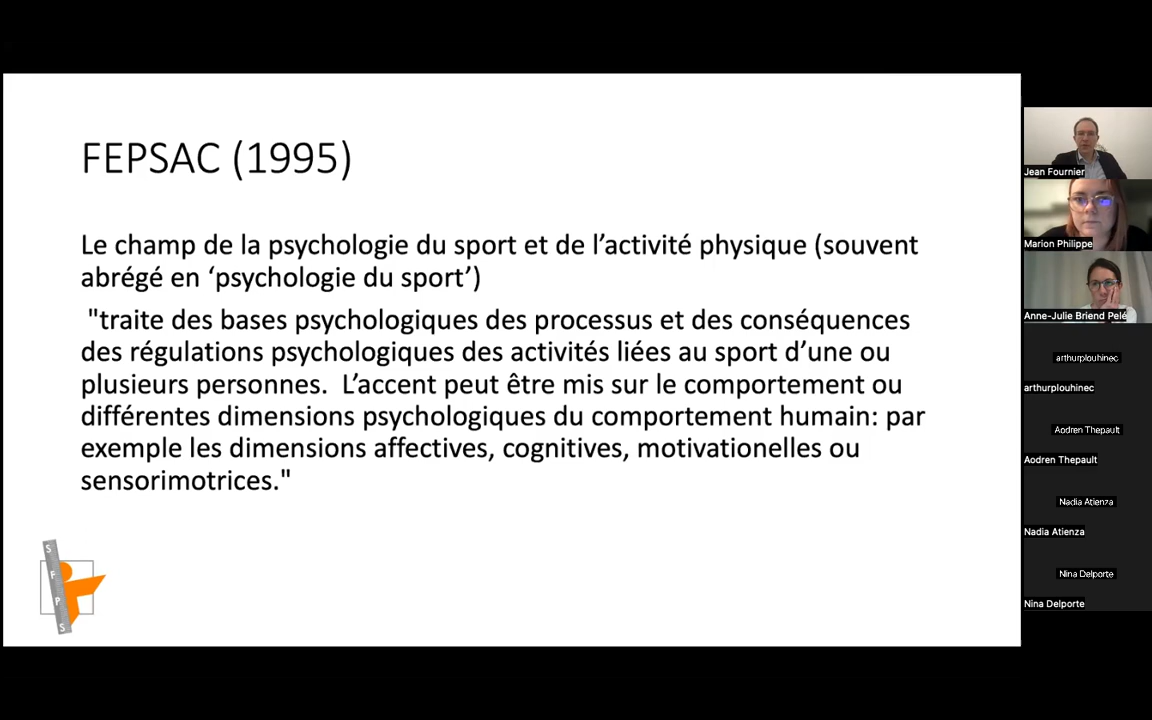 FEPSAC (1995)
Le champ de la psychologie du sport et de l’activité physique (souvent
abrégé en ‘psychologie du sport’)
"traite des bases psychologiques des processus et des conséquences
des régulations psychologiques des activités liées au sport d’une ou
plusieurs personnes.  L’accent peut être mis sur le comportement ou
différentes dimensions psychologiques du comportement humain: par
exemple les dimensions affectives, cognitives, motivationelles ou
sensorimotrices."
S
F
P
S
Jean Fournier
Marion Philippe
Anne-Julie Briend Pelé
arthurplouhinec
arthurplouhinec
Aodren Thepault
Aodren Thepault
Nadia Atienza
Nadia Atienza
Nina Delporte
Nina Delporte